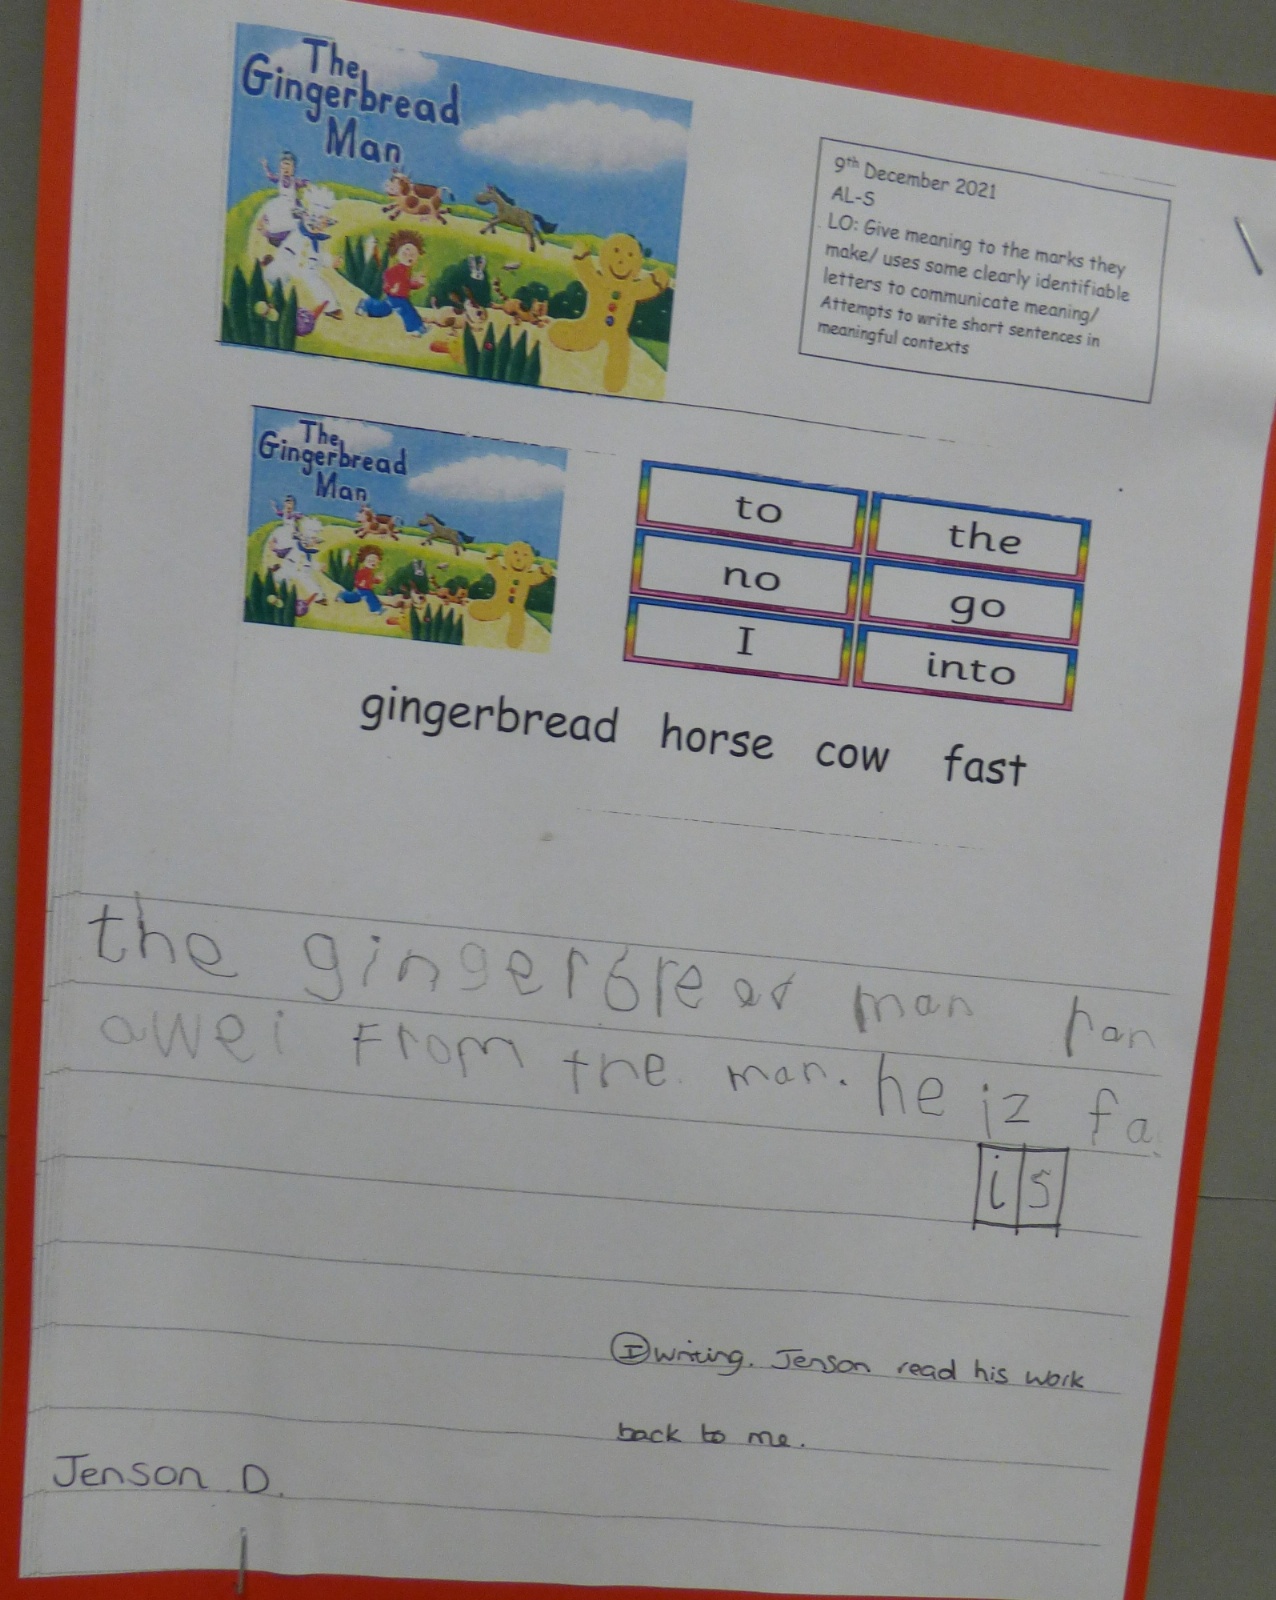 The
Gingerbread
Man
9th December 2021
AL-S
LO: Give meaning to the marks they
make/ uses some clearly identifiable
letters to communicate meaning/
Attempts to write short sentences in
meaningful contexts
The
Gingerbread
Man
to the
no go
I into
gingerbread horse cow fast
the gingerbread man ran
awei From the man. he iz fa
is
I writing. Jenson read his work
back to me.
Jenson D.